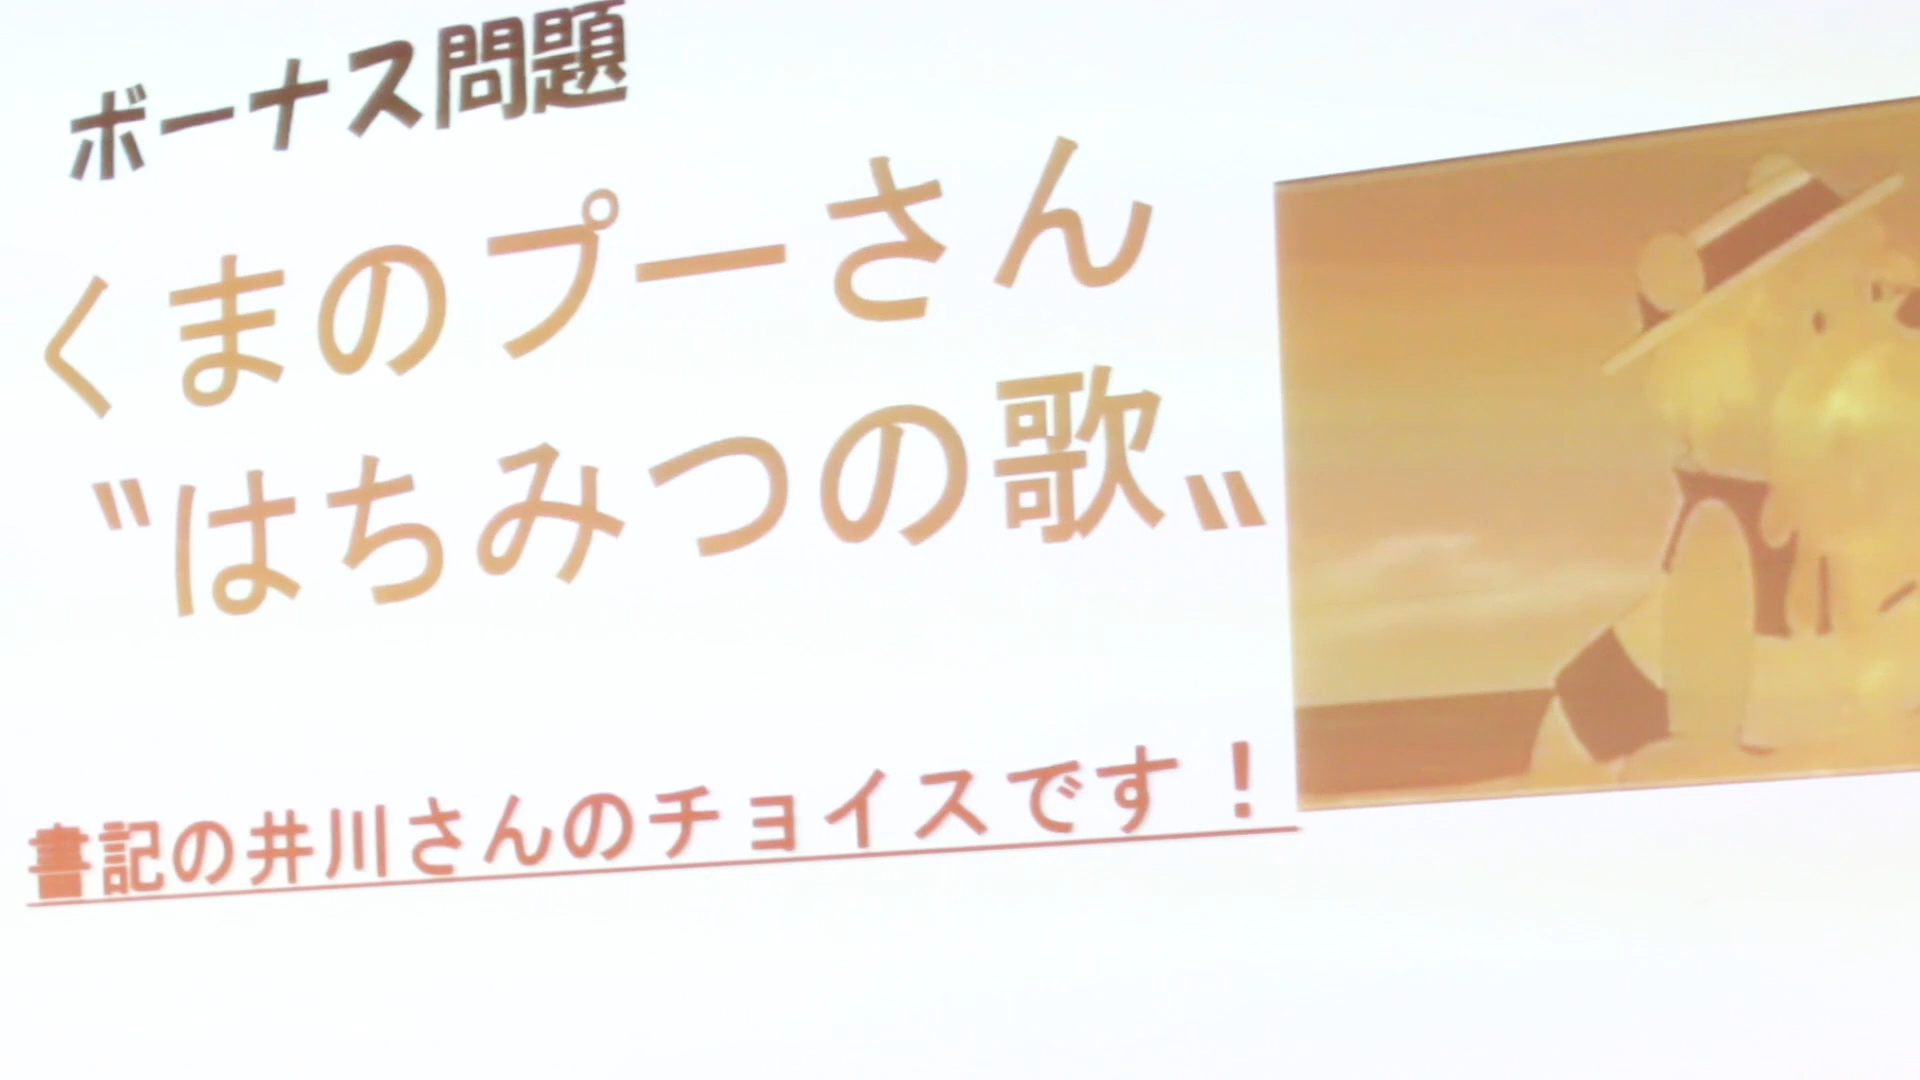 ボーナス問題
くまのプーさん
〝はちみつの歌〟
書記の井川さんのチョイスです！